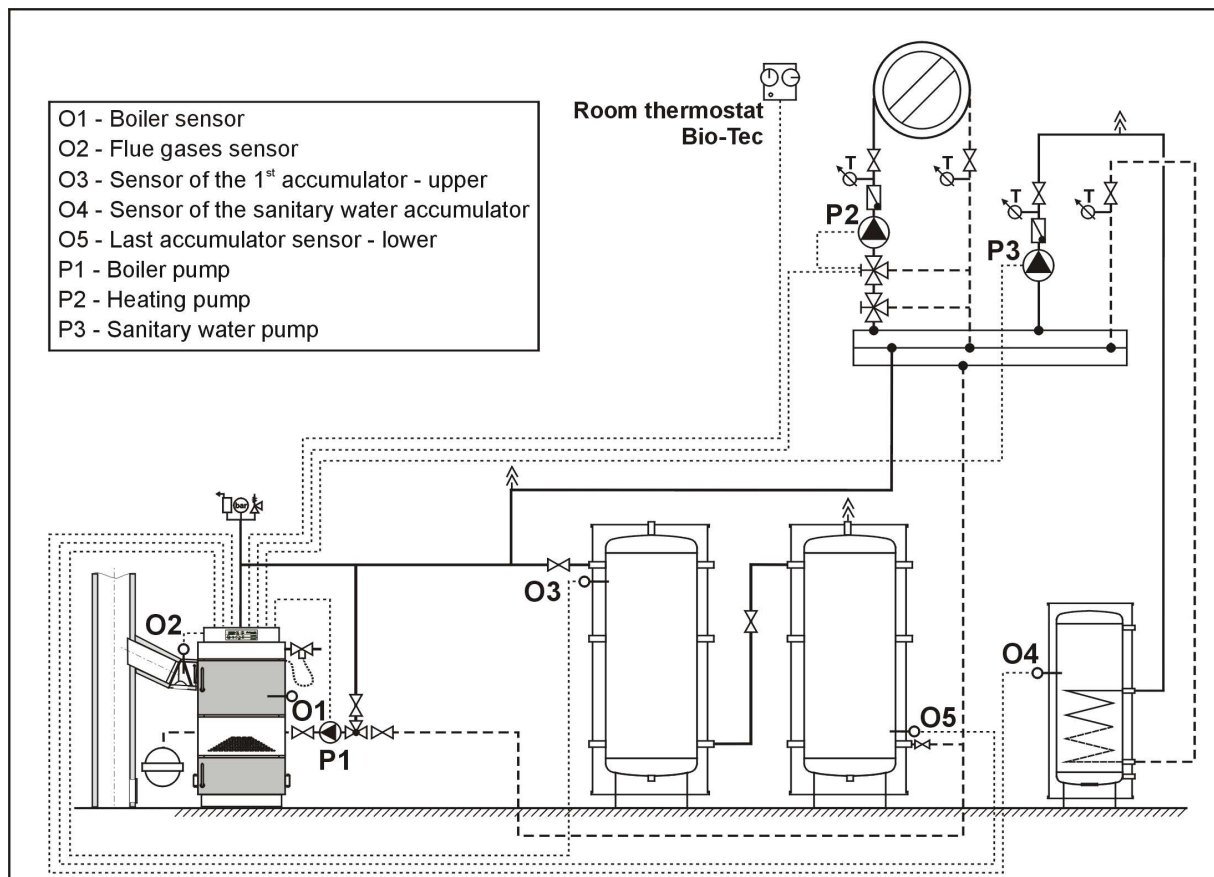 O1 - Boiler sensor
O2 - Flue gases sensor
O3 - Sensor of the 1st accumulator - upper
O4 - Sensor of the sanitary water accumulator
O5 - Last accumulator sensor - lower
P1 - Boiler pump
P2 - Heating pump
P3 - Sanitary water pump
Room thermostat
Bio-Tec
T
T
T
T
P2
P3
bar
O3
O2
O4
O1
O5
P1